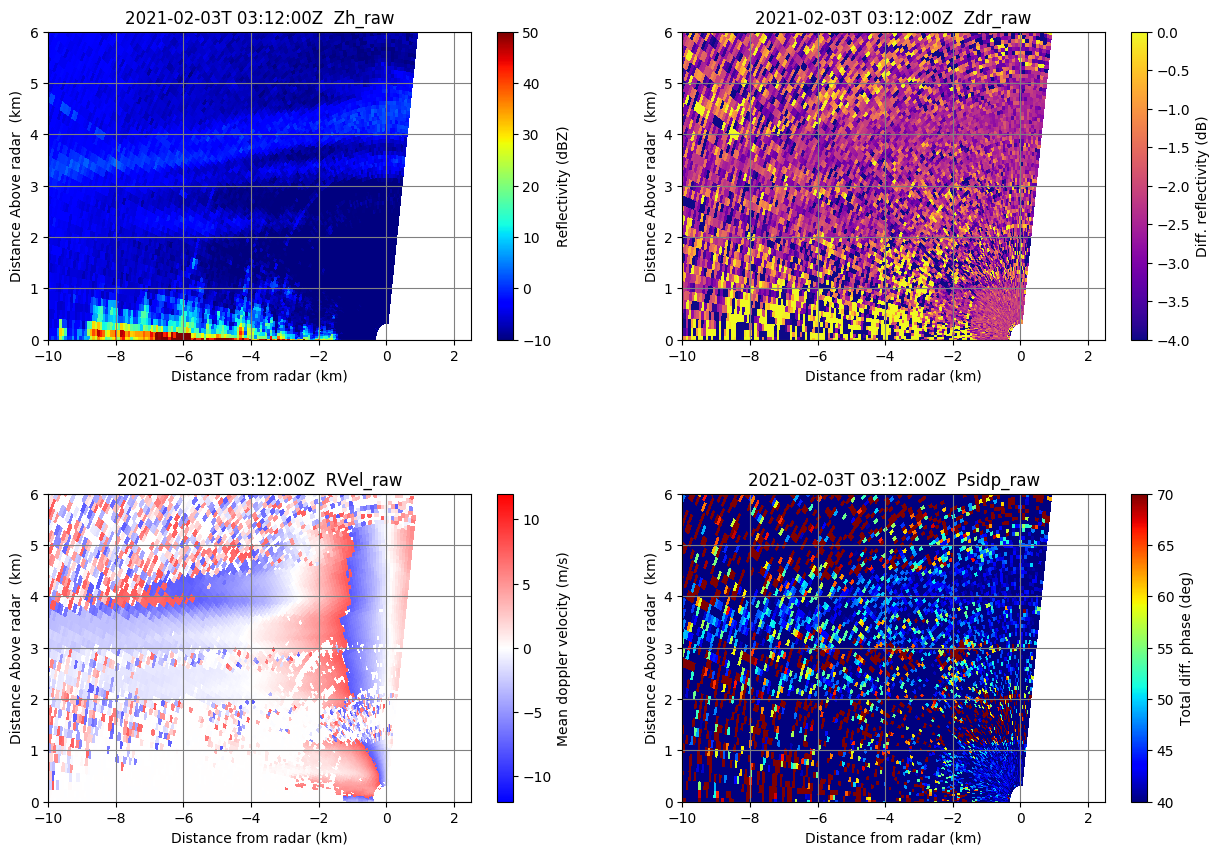 2021-02-03T 03:12:00Z  Zh_raw
6
5
4
3
2
1
0
Distance Above radar  (km)
−10 −8 −6 −4 −2 0 2
Distance from radar (km)
50
40
30
20
10
0
−10
Reflectivity (dBZ)
2021-02-03T 03:12:00Z  Zdr_raw
6
5
4
3
2
1
0
Distance Above radar  (km)
−10 −8 −6 −4 −2 0 2
Distance from radar (km)
0.0
−0.5
−1.0
−1.5
−2.0
−2.5
−3.0
−3.5
−4.0
Diff. reflectivity (dB)
2021-02-03T 03:12:00Z  RVel_raw
6
5
4
3
2
1
0
Distance Above radar  (km)
−10 −8 −6 −4 −2 0 2
Distance from radar (km)
10
5
0
−5
−10
Mean doppler velocity (m/s)
2021-02-03T 03:12:00Z  Psidp_raw
6
5
4
3
2
1
0
Distance Above radar  (km)
−10 −8 −6 −4 −2 0 2
Distance from radar (km)
70
65
60
55
50
45
40
Total diff. phase (deg)